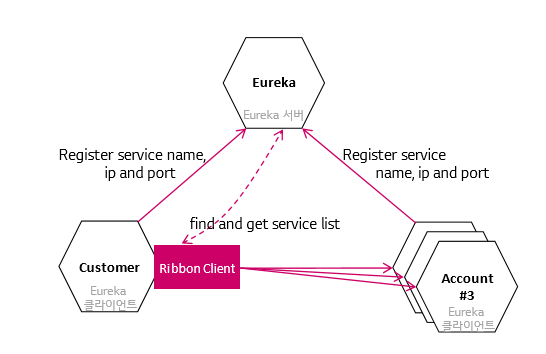 Eureka
Eureka 서버
Register service name,
ip and port
Register service
name, ip and port
find and get service list
Customer
Eureka
클라이언트
Ribbon Client
Account
#3
Eureka
클라이언트